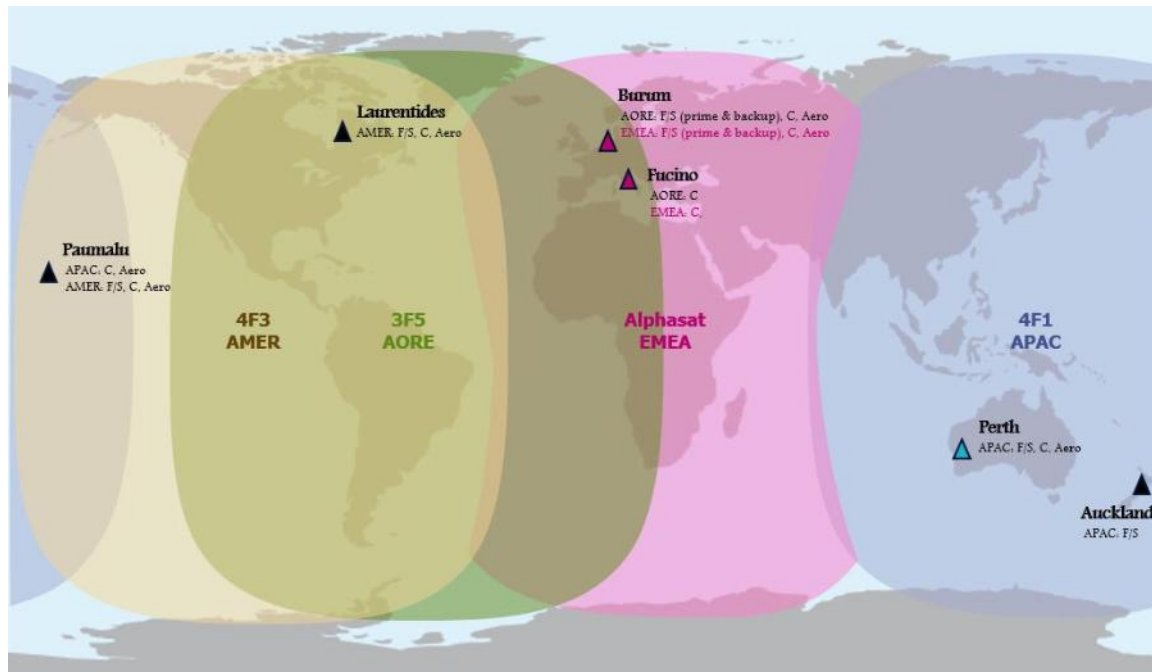 Laurentides
AMER: F/S, C, Aero
Burum
AORE: F/S (prime & backup), C, Aero
EMEA: F/S (prime & backup), C, Aero
Fucino
AORE: C
EMEA: C,
Paumalu
APAC: C, Aero
AMER: F/S, C, Aero
4F3
AMER
3F5
AORE
Alphasat
EMEA
4F1
APAC
Perth
APAC: F/S, C, Aero
Auckland
APAC: F/S